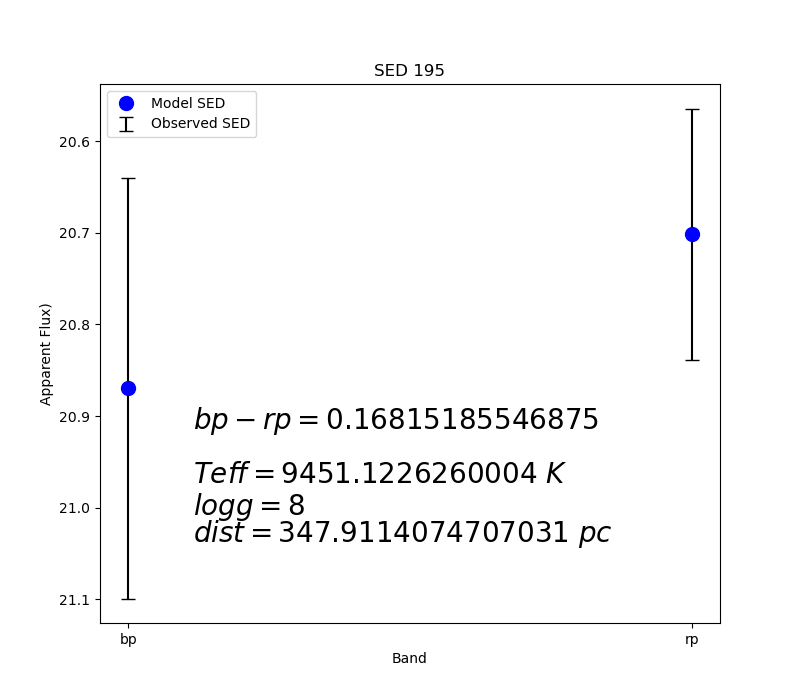 SED 195
Model SED
Observed SED
20.6
20.7
20.8
20.9
21.0
21.1
Apparent Flux)
bp − rp = 0.16815185546875
Teff = 9451.1226260004 K
logg = 8
dist = 347.9114074707031 pc
bp
rp
Band